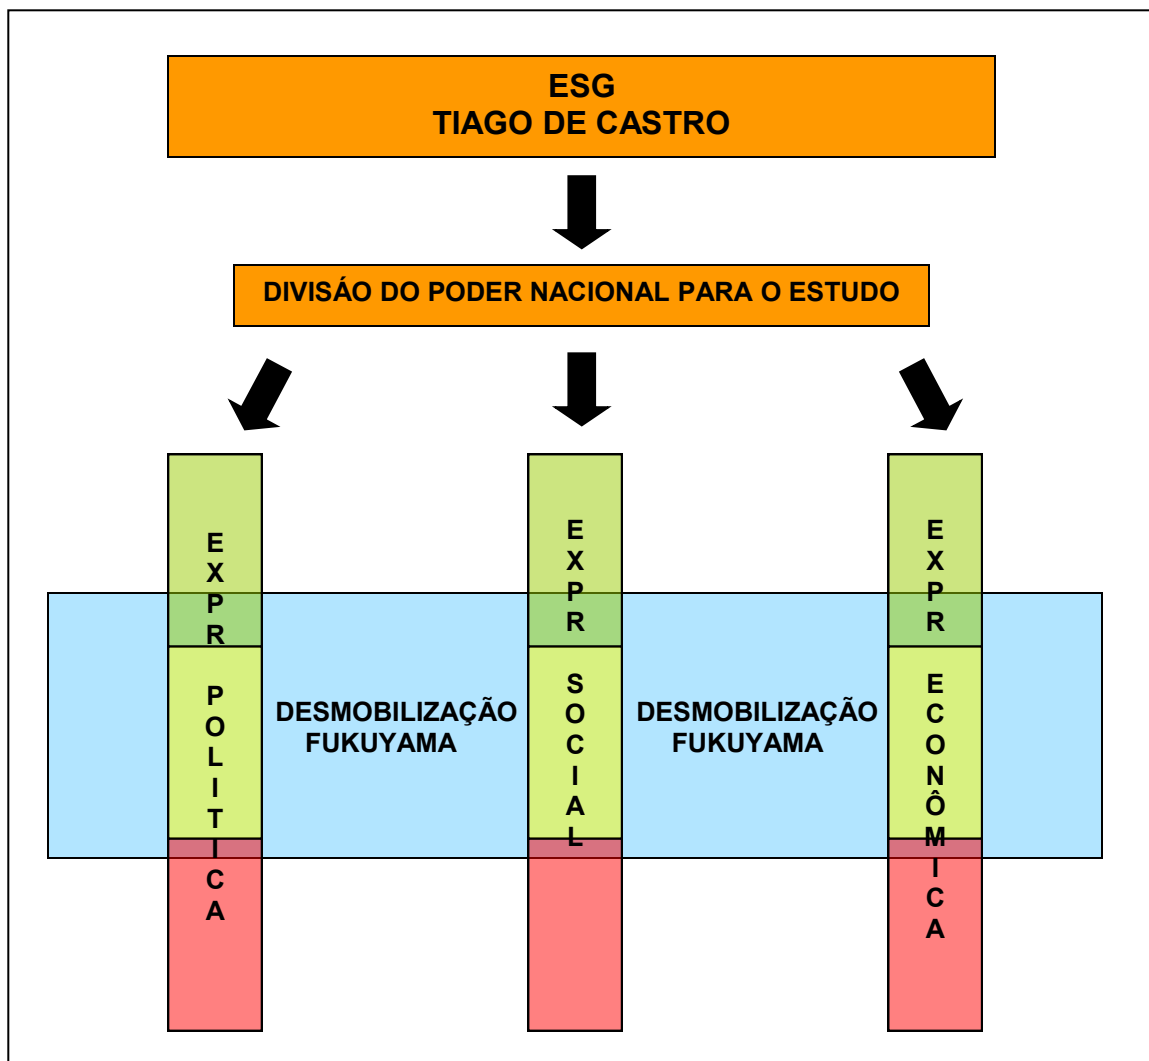 ESG
TIAGO DE CASTRO
DIVISÁO DO PODER NACIONAL PARA O ESTUDO
EXPR POLITICA
DESMOBILIZAÇÃO
FUKUYAMA
EXPR SOCIAL
DESMOBILIZAÇÃO
FUKUYAMA
EXPR ECONÔMICA